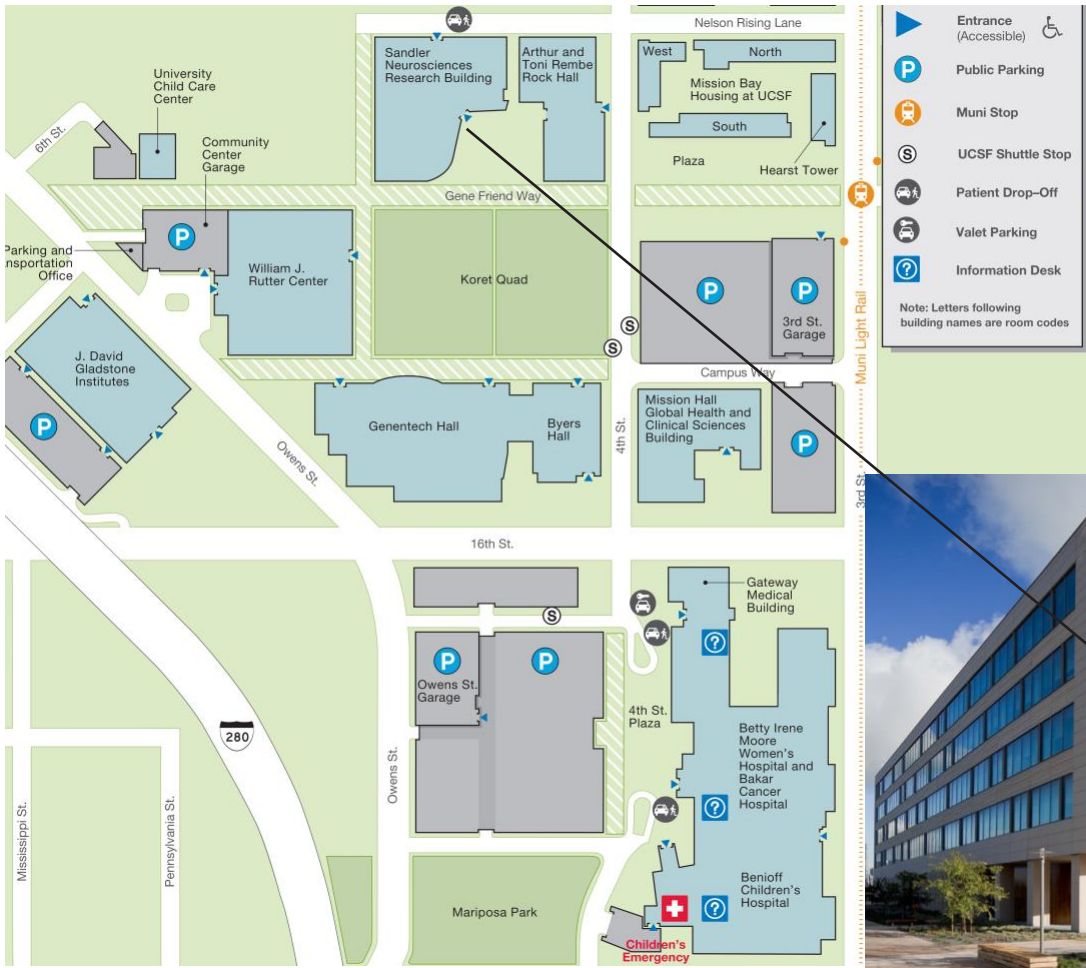 Nelson Rising Lane
Sandler
Neurosciences
Research Building
Arthur and
Toni Rembe
Rock Hall
West
North
Mission Bay
Housing at UCSF
South
Plaza
Hearst Tower
University
Child Care
Center
6th St.
Community
Center
Garage
Gene Friend Way
P
Parking and
nsportation
Office
William J.
Rutter Center
Koret Quad
P
P
3rd St.
Garage
S
S
J. David
Gladstone
Institutes
P
Campus Way
Muni Light Rail
Genentech Hall
Byers
Hall
4th St.
Mission Hall
Global Health and
Clinical Sciences
Building
P
3rd St.
Owens St.
16th St.
S
Gateway
Medical
Building
?
P
Owens St.
Garage
P
4th St.
Plaza
280
Owens St.
Betty Irene
Moore
Women's
Hospital and
Bakar
Cancer
Hospital
?
Mississippi St.
Pennsylvania St.
Mariposa Park
Benioff
Children's
Hospital
?
Children's
Emergency
Entrance
(Accessible)
P
Public Parking
Muni Stop
S
UCSF Shuttle Stop
Patient Drop–Off
Valet Parking
?
Information Desk
Note: Letters following
building names are room codes